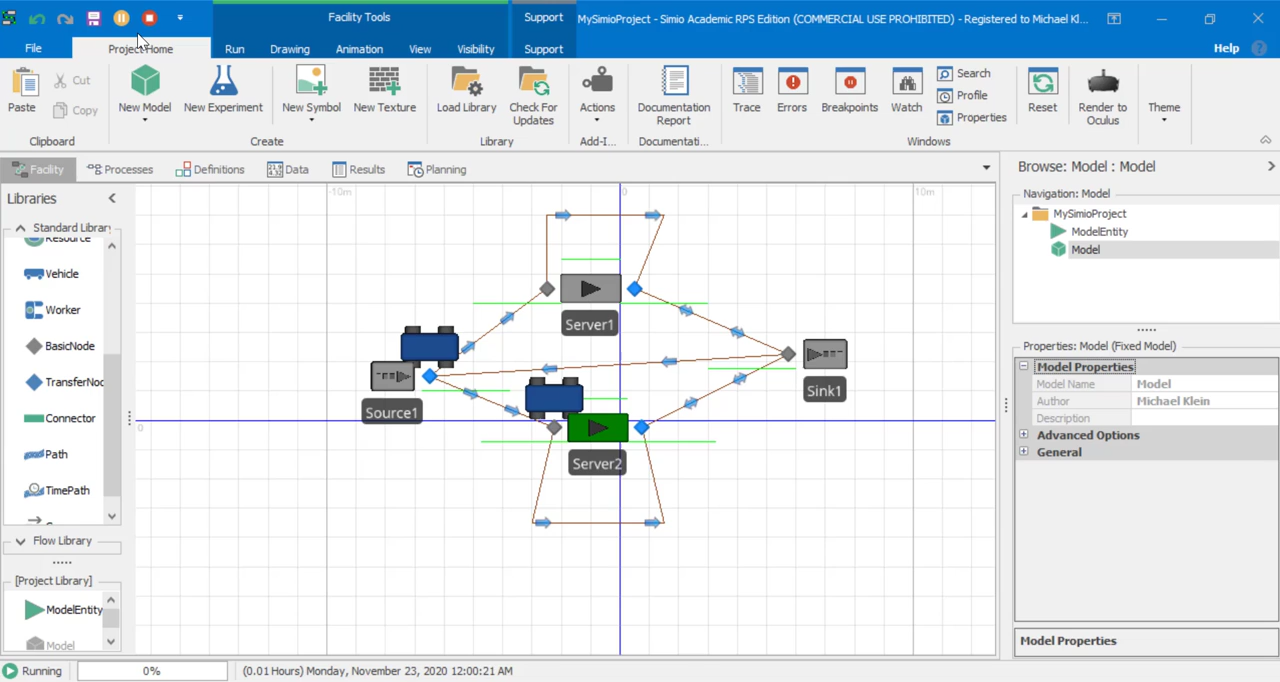 Facility Tools
Support
MySimioProject - Simio Academic RPS Edition (COMMERCIAL USE PROHIBITED) - Registered to Michael Kl...
File
Project Home
Run
Drawing
Animation
View
Visibility
Support
Help
Paste
Cut
Copy
New Model
New Experiment
New Symbol
New Texture
Load Library
Check For Updates
Actions
Documentation Report
Trace
Errors
Breakpoints
Watch
Search
Profile
Properties
Reset
Render to Oculus
Theme
Clipboard
Create
Library
Add-I...
Documentati...
Windows
Facility
Processes
Definitions
Data
Results
Planning
Browse: Model : Model
Libraries
Standard Library
Resource
Vehicle
Worker
BasicNode
TransferNod
Connector
Path
TimePath
Flow Library
[Project Library]
ModelEntity
Model
-10m
0
10m
0
Server1
Source1
Sink1
Server2
Navigation: Model
MySimioProject
ModelEntity
Model
Properties: Model (Fixed Model)
Model Properties
Model Name Model
Author Michael Klein
Description
Advanced Options
General
Model Properties
Running
0%
(0.01 Hours) Monday, November 23, 2020 12:00:21 AM